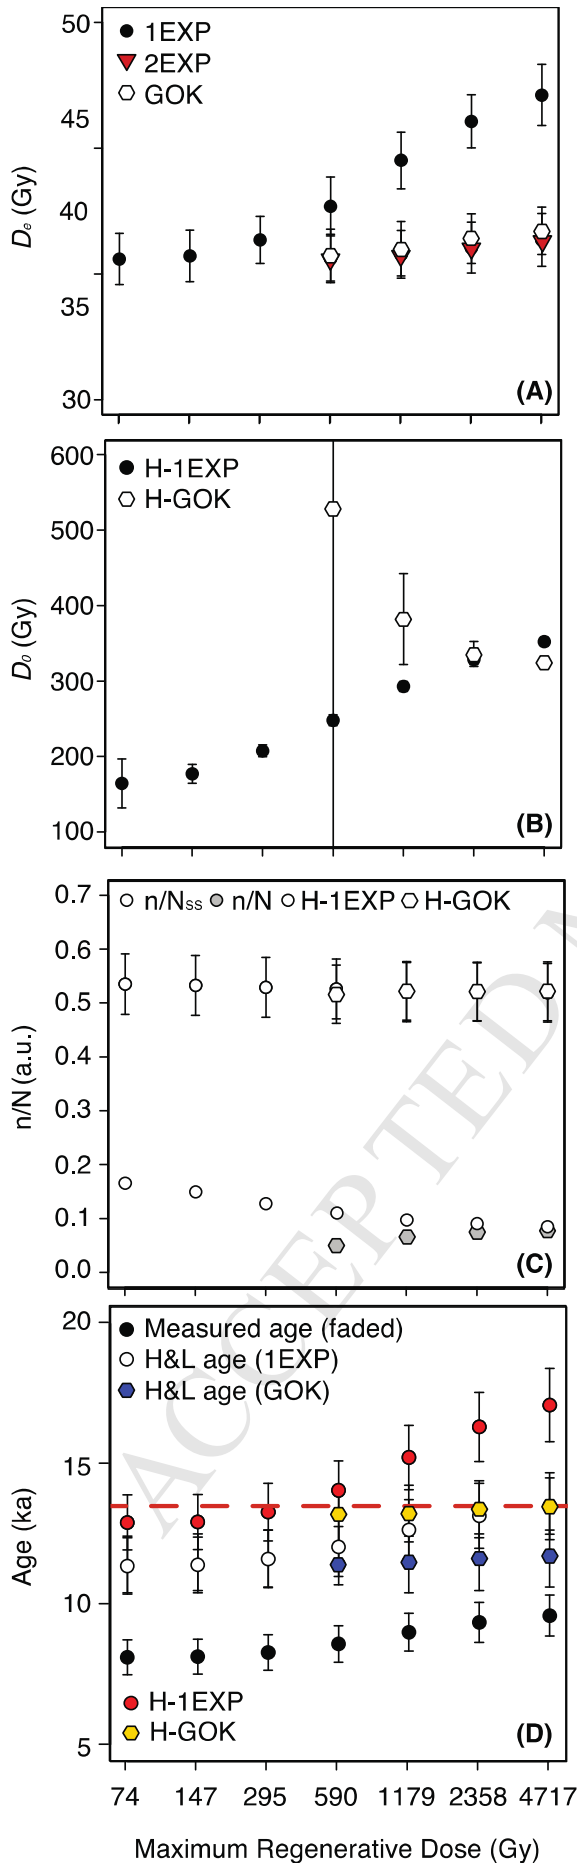 50
45
40
35
30
Dₑ (Gy)
1EXP
2EXP
GOK
(A)
600
500
400
300
200
100
D₀ (Gy)
H-1EXP
H-GOK
(B)
0.7
0.6
0.5
0.4
0.3
0.2
0.1
0.0
n/N (a.u.)
n/Nss n/N H-1EXP H-GOK
(C)
20
15
10
5
Age (ka)
Measured age (faded)
H&L age (1EXP)
H&L age (GOK)
H-1EXP
H-GOK
(D)
74 147 295 590 1179 2358 4717
Maximum Regenerative Dose (Gy)
ACCEPTED M